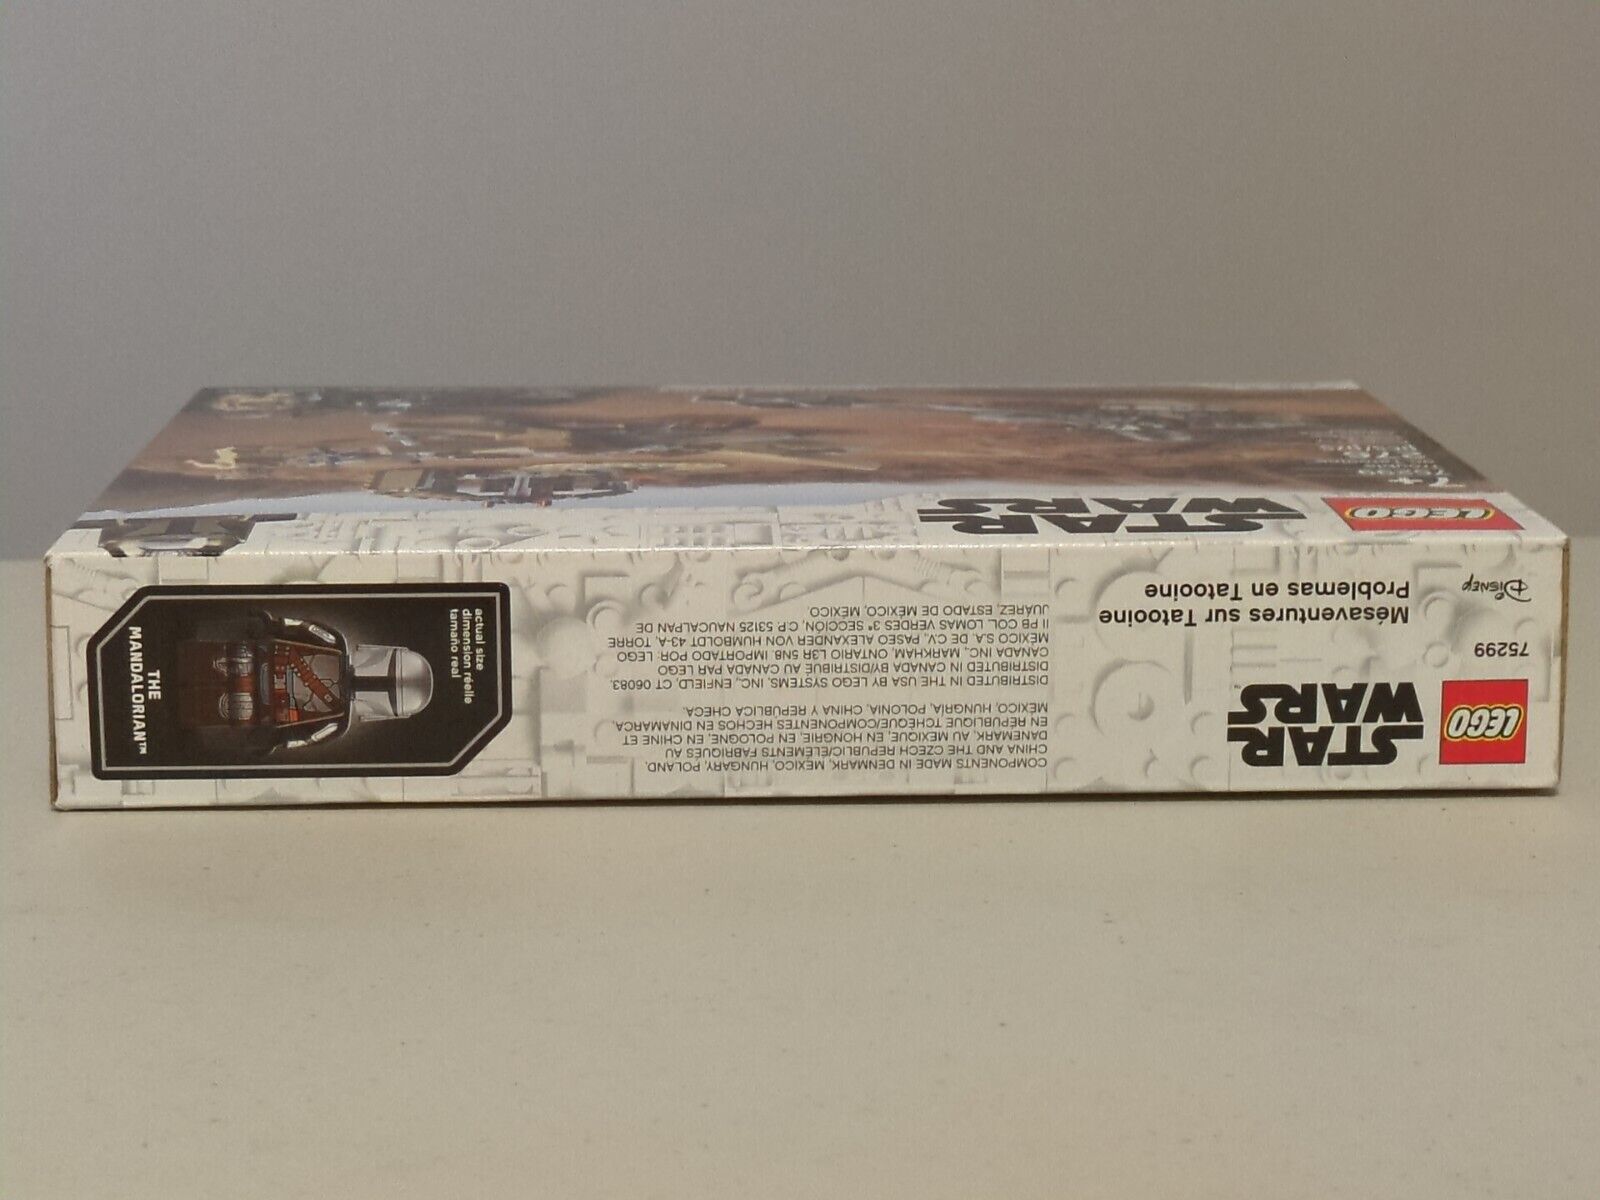 LEGO
STAR
WARS™
75299
Mésaventures sur Tatooine
Problemas en Tatooine
Disney
COMPONENTS MADE IN DENMARK, MEXICO, HUNGARY, POLAND,
CHINA AND THE CZECH REPUBLIC/ÉLÉMENTS FABRIQUÉS AU
DANEMARK, AU MEXIQUE, EN HONGRIE, EN POLOGNE, EN CHINE ET
EN RÉPUBLIQUE TCHÈQUE/COMPONENTES HECHOS EN DINAMARCA,
MÉXICO, HUNGRÍA, POLONIA, CHINA Y REPÚBLICA CHECA.
DISTRIBUTED IN THE USA BY LEGO SYSTEMS, INC., ENFIELD, CT 06083.
DISTRIBUTED IN CANADA BY/DISTRIBUÉ AU CANADA PAR LEGO
CANADA INC., MARKHAM, ONTARIO L3R 5N8. IMPORTADO POR: LEGO
MÉXICO S.A. DE C.V., PASEO ALEXANDER VON HUMBOLDT 43-A, TORRE
II PB COL. LOMAS VERDES 3ª SECCIÓN, C.P. 53125 NAUCALPAN DE
JUÁREZ, ESTADO DE MÉXICO, MÉXICO.
actual size
dimension réelle
tamaño real
THE
MANDALORIAN™
LEGO
STAR
WARS
7+
75299